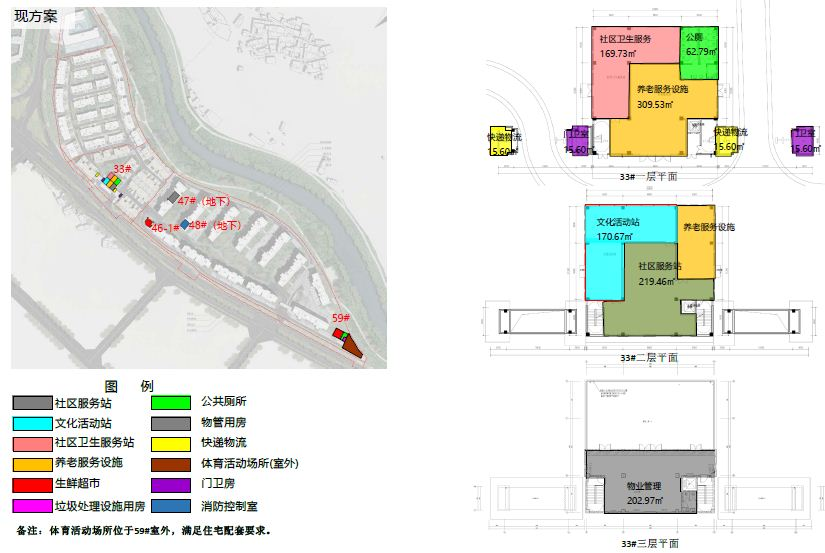 现方案
33#
47#（地下）
46-1#
48#（地下）
59#
图 例
社区服务站
公共厕所
文化活动站
物管用房
社区卫生服务站
快递物流
养老服务设施
体育活动场所(室外)
生鲜超市
门卫房
垃圾处理设施用房
消防控制室
备注：体育活动场所位于59#室外，满足住宅配套要求。
社区卫生服务
169.73㎡
公厕
62.79㎡
养老服务设施
309.53㎡
快递物流
15.60㎡
门卫室
15.60㎡
快递物流
15.60㎡
门卫室
15.60㎡
33#一层平面
文化活动站
170.67㎡
养老服务设施
社区服务站
219.46㎡
33#二层平面
物业管理
202.97㎡
33#三层平面